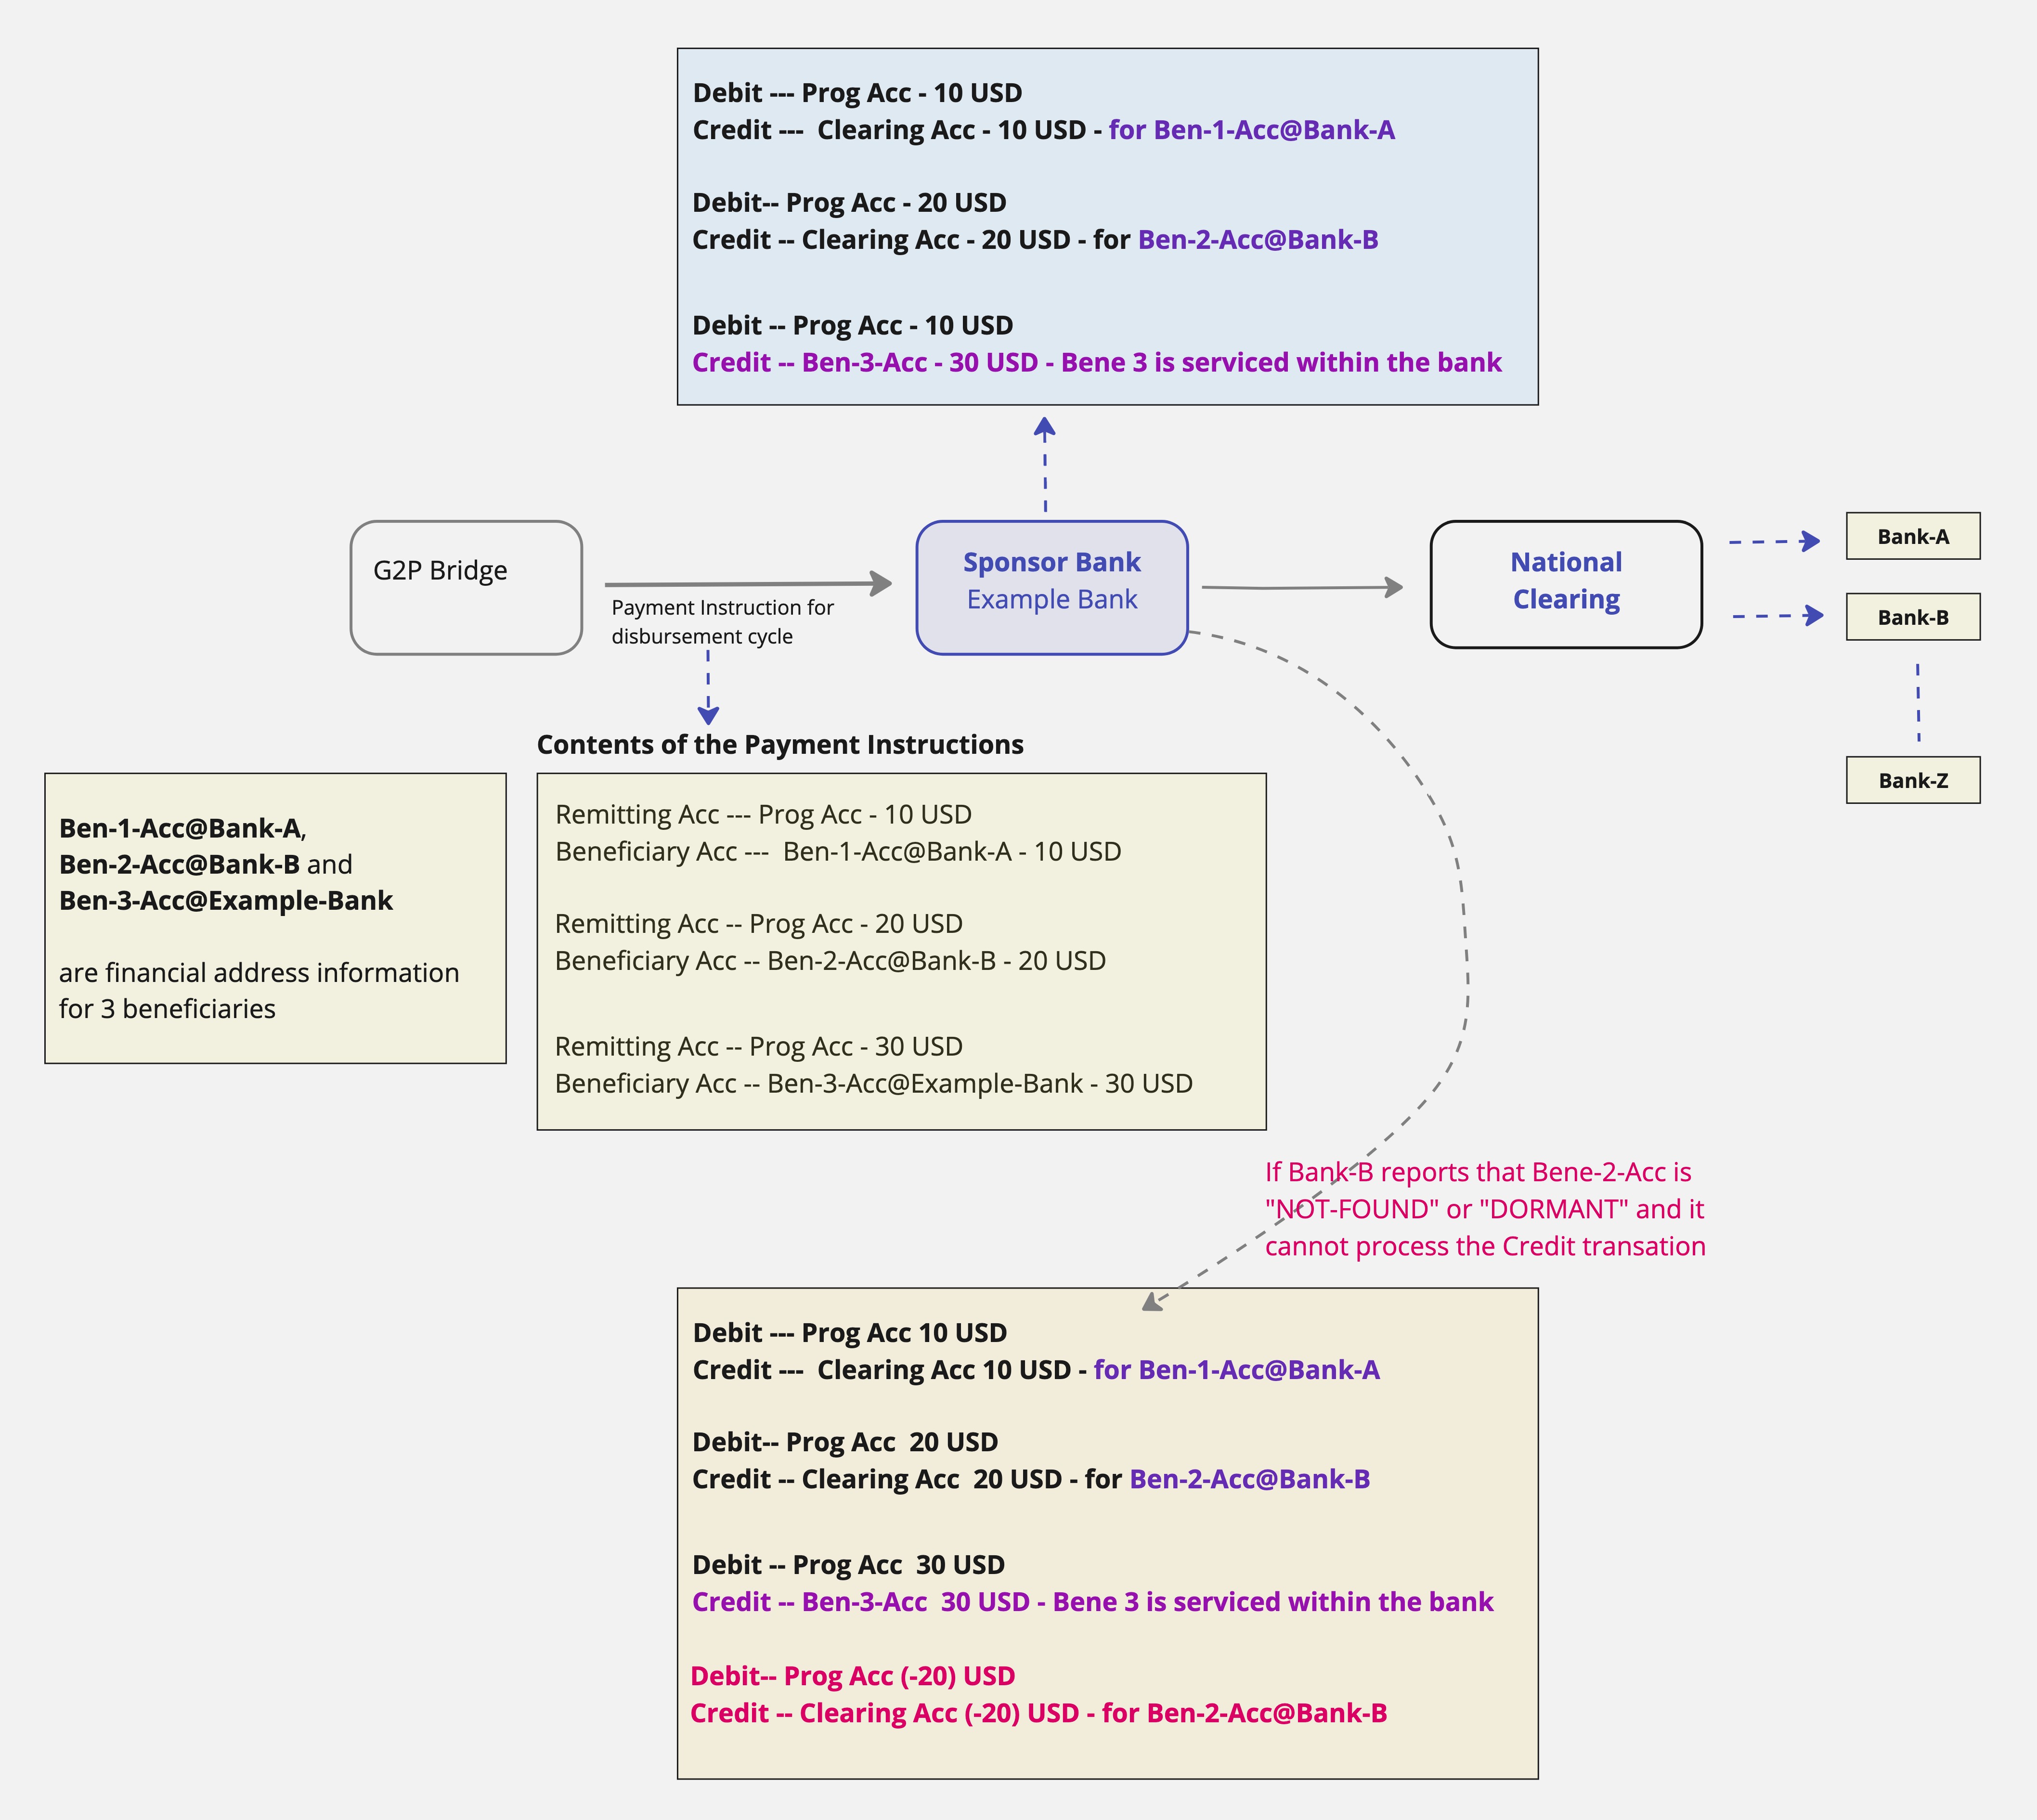 Debit --- Prog Acc - 10 USD
Credit ---  Clearing Acc - 10 USD - for Ben-1-Acc@Bank-A
Debit-- Prog Acc - 20 USD
Credit -- Clearing Acc - 20 USD - for Ben-2-Acc@Bank-B
Debit -- Prog Acc - 10 USD
Credit -- Ben-3-Acc - 30 USD - Bene 3 is serviced within the bank
G2P Bridge
Payment Instruction for
disbursement cycle
Sponsor Bank
Example Bank
National
Clearing
Bank-A
Bank-B
Bank-Z
Contents of the Payment Instructions
Ben-1-Acc@Bank-A,
Ben-2-Acc@Bank-B and
Ben-3-Acc@Example-Bank
are financial address information
for 3 beneficiaries
Remitting Acc --- Prog Acc - 10 USD
Beneficiary Acc ---  Ben-1-Acc@Bank-A - 10 USD
Remitting Acc -- Prog Acc - 20 USD
Beneficiary Acc -- Ben-2-Acc@Bank-B - 20 USD
Remitting Acc -- Prog Acc - 30 USD
Beneficiary Acc -- Ben-3-Acc@Example-Bank - 30 USD
If Bank-B reports that Bene-2-Acc is
"NOT-FOUND" or "DORMANT" and it
cannot process the Credit transation
Debit --- Prog Acc 10 USD
Credit ---  Clearing Acc 10 USD - for Ben-1-Acc@Bank-A
Debit-- Prog Acc  20 USD
Credit -- Clearing Acc  20 USD - for Ben-2-Acc@Bank-B
Debit -- Prog Acc  30 USD
Credit -- Ben-3-Acc  30 USD - Bene 3 is serviced within the bank
Debit-- Prog Acc (-20) USD
Credit -- Clearing Acc (-20) USD - for Ben-2-Acc@Bank-B